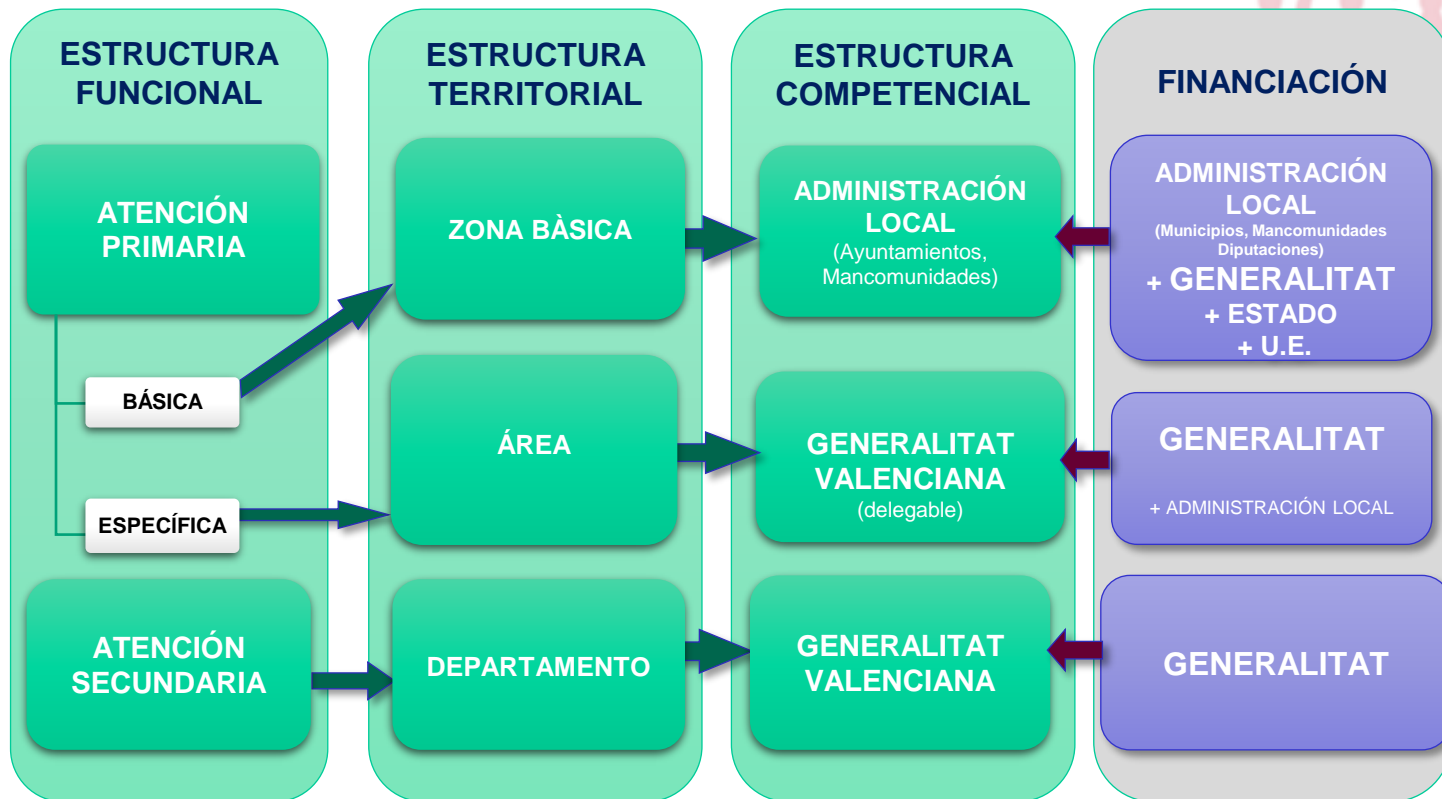 ESTRUCTURA
FUNCIONAL
ATENCIÓN
PRIMARIA
BÁSICA
ESPECÍFICA
ATENCIÓN
SECUNDARIA
ESTRUCTURA
TERRITORIAL
ZONA BÀSICA
ÁREA
DEPARTAMENTO
ESTRUCTURA
COMPETENCIAL
ADMINISTRACIÓN
LOCAL
(Ayuntamientos,
Mancomunidades)
GENERALITAT
VALENCIANA
(delegable)
GENERALITAT
VALENCIANA
FINANCIACIÓN
ADMINISTRACIÓN
LOCAL
(Municipios, Mancomunidades
Diputaciones)
+ GENERALITAT
+ ESTADO
+ U.E.
GENERALITAT
+ ADMINISTRACIÓN LOCAL
GENERALITAT